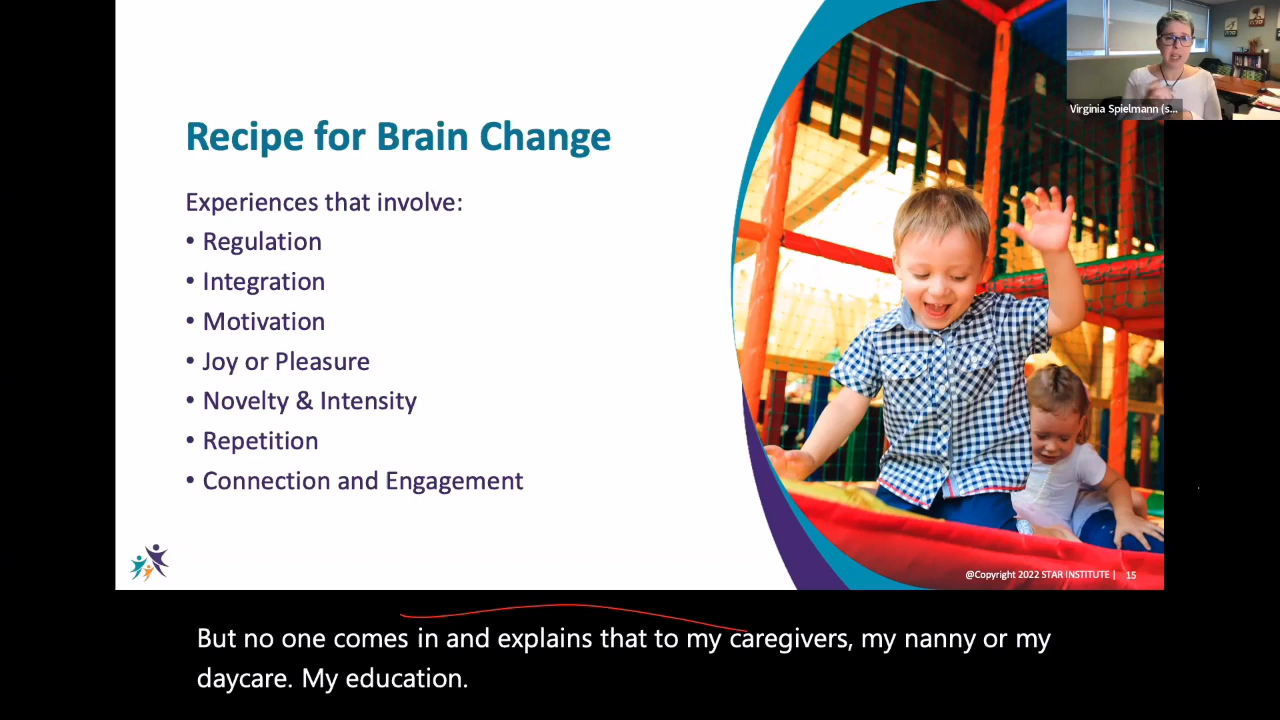 Virginia Spielmann (s...
Recipe for Brain Change
Experiences that involve:
• Regulation
• Integration
• Motivation
• Joy or Pleasure
• Novelty & Intensity
• Repetition
• Connection and Engagement
@Copyright 2022 STAR INSTITUTE | 15
But no one comes in and explains that to my caregivers, my nanny or my
daycare. My education.